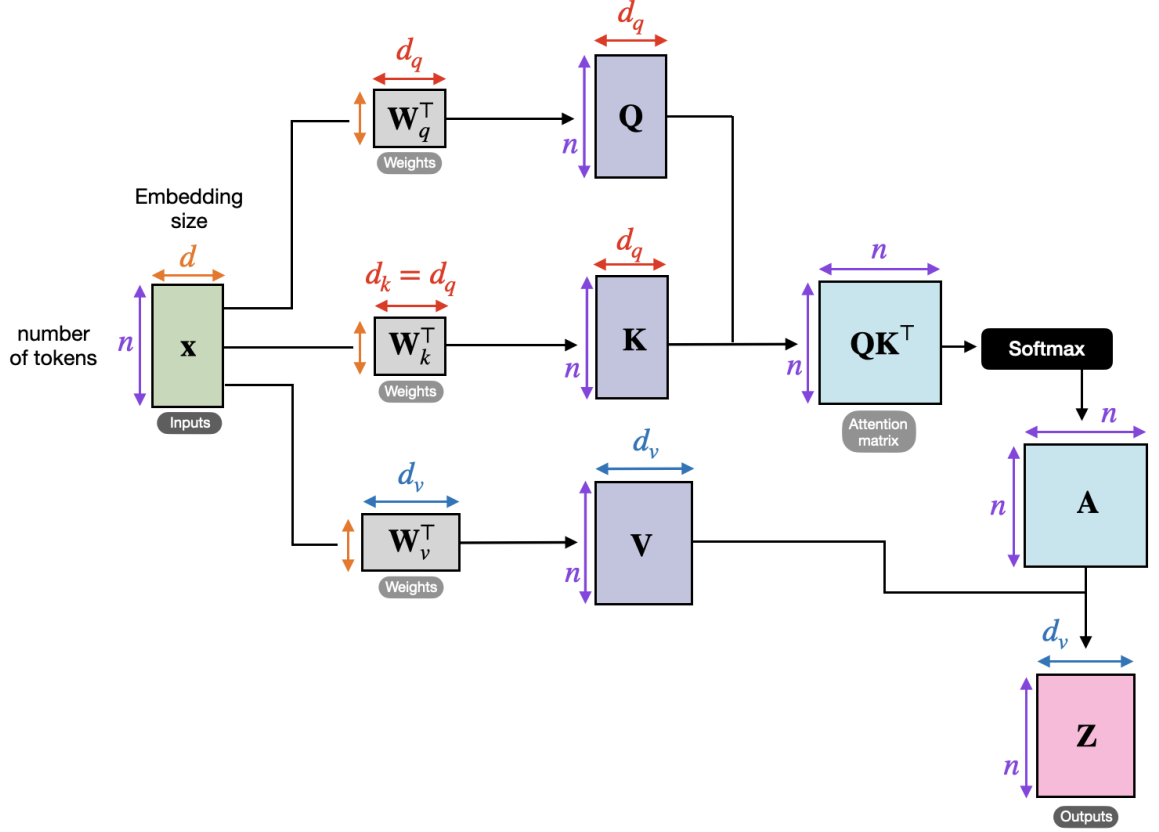 d_q
d_q
W_q^⊤
Q
n
Weights
Embedding
size
d
d_k = d_q
d_q
n
number
of tokens
n
x
W_k^⊤
K
n
n
QK^⊤
Softmax
Inputs
Weights
Attention
matrix
n
d_v
d_v
n
A
W_v^⊤
V
n
Weights
d_v
Z
n
Outputs